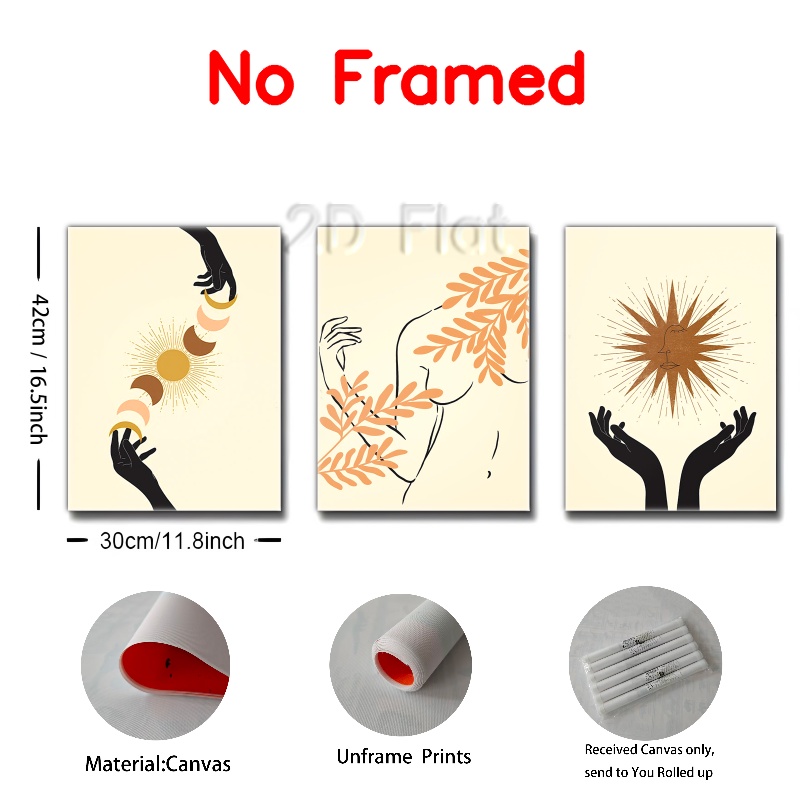 No Framed
2D Flat
42cm / 16.5inch
30cm/11.8inch
Material:Canvas
Unframe Prints
Received Canvas only,
send to You Rolled up